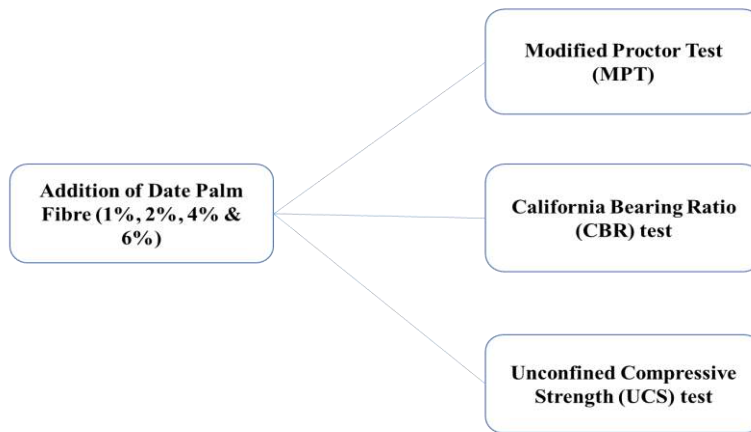 Modified Proctor Test
(MPT)
Addition of Date Palm
Fibre (1%, 2%, 4% &
6%)
California Bearing Ratio
(CBR) test
Unconfined Compressive
Strength (UCS) test